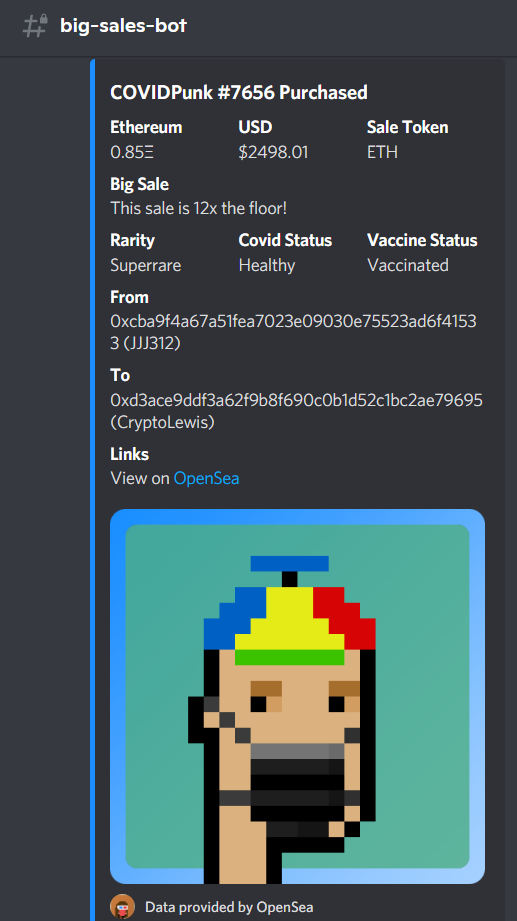 big-sales-bot
COVIDPunk #7656 Purchased
Ethereum USD Sale Token
0.85Ξ $2498.01 ETH
Big Sale
This sale is 12x the floor!
Rarity Covid Status Vaccine Status
Superrare Healthy Vaccinated
From
0xcba9f4a67a51fea7023e09030e75523ad6f4153
3 (JJJ312)
To
0xd3ace9ddf3a62f9b8f690c0b1d52c1bc2ae79695
(CryptoLewis)
Links
View on OpenSea
Data provided by OpenSea